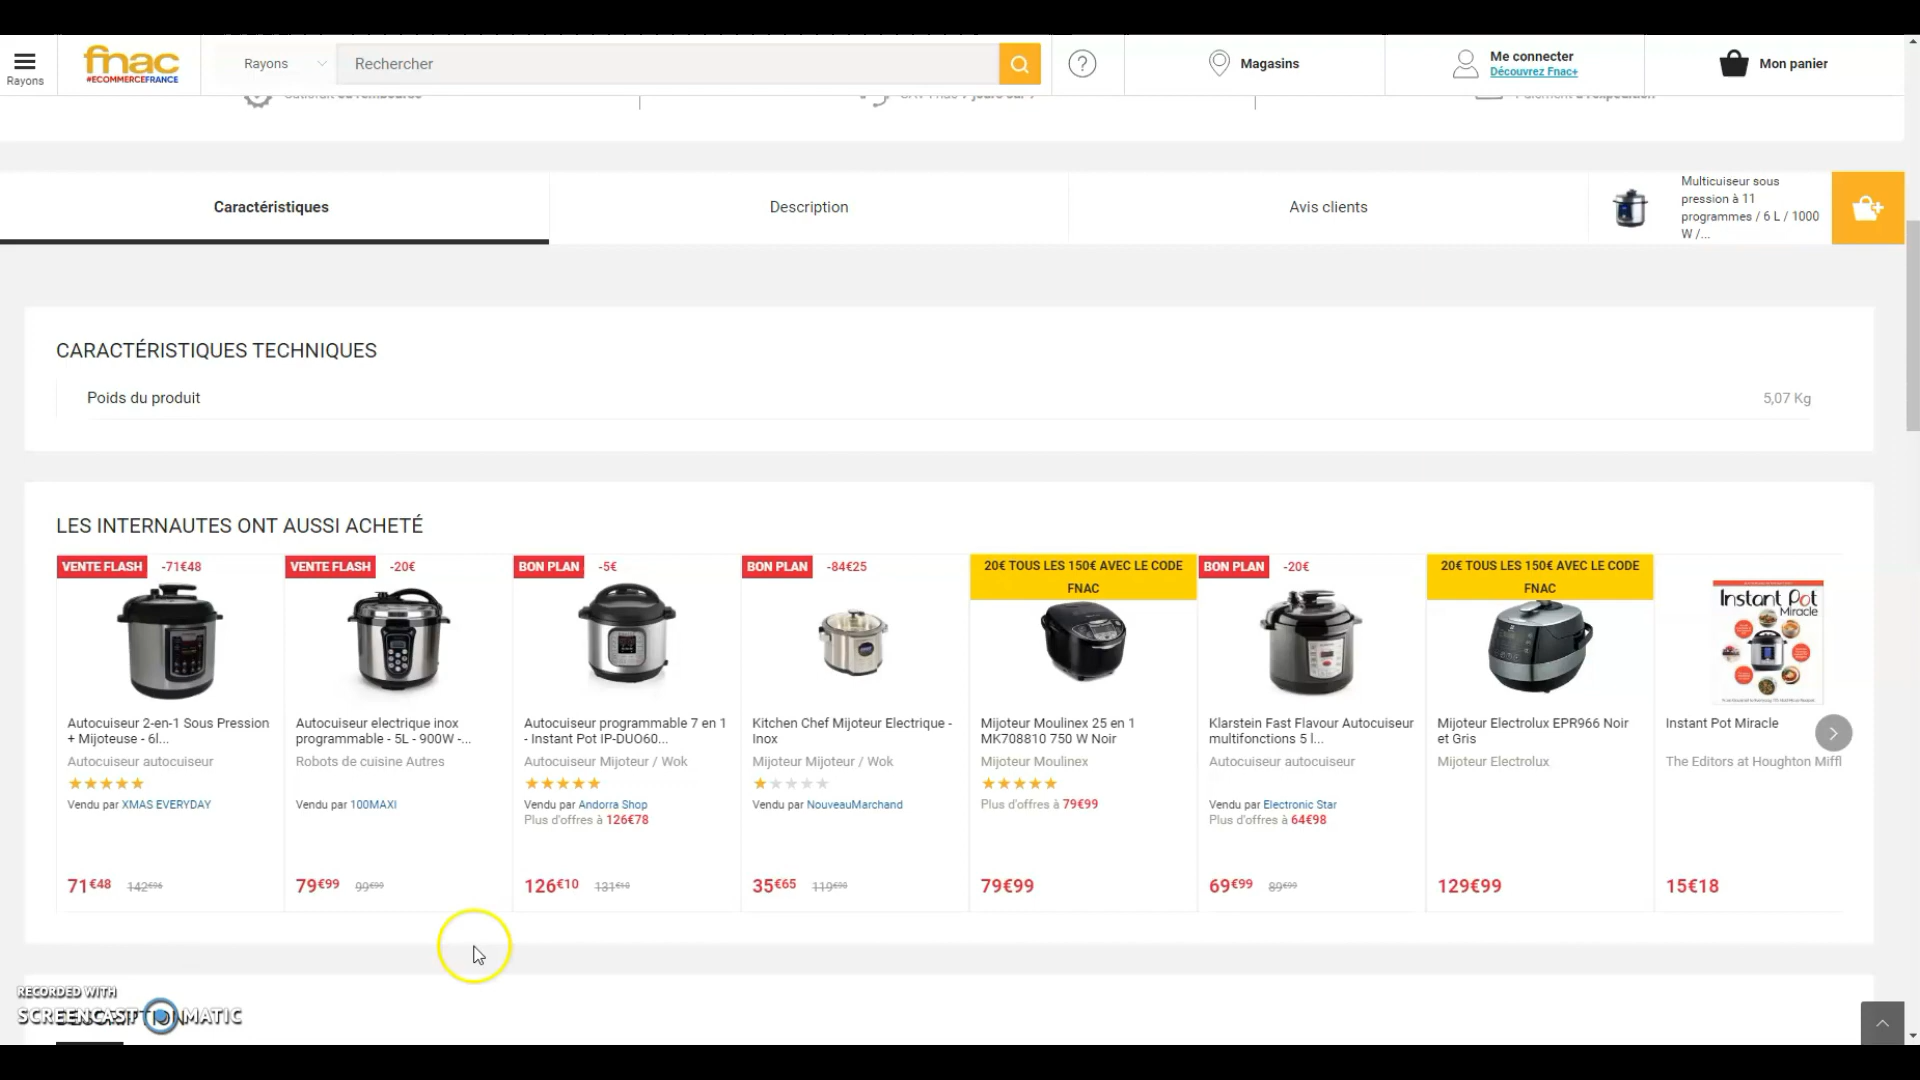 Rayons
fnac
#ECOMMERCEFRANCE
Rayons
Rechercher
?
Magasins
Me connecter
Découvrez Fnac+
Mon panier
Caractéristiques
Description
Avis clients
Multicuiseur sous
pression à 11
programmes / 6 L / 1000
W /...
CARACTÉRISTIQUES TECHNIQUES
Poids du produit
5,07 Kg
LES INTERNAUTES ONT AUSSI ACHETÉ
VENTE FLASH -71€48
Autocuiseur 2-en-1 Sous Pression
+ Mijoteuse - 6l...
Autocuiseur autocuiseur
Vendu par XMAS EVERYDAY
71€48 142€96
VENTE FLASH -20€
Autocuiseur electrique inox
programmable - 5L - 900W -...
Robots de cuisine Autres
Vendu par 100MAXI
79€99 99€99
BON PLAN -5€
Autocuiseur programmable 7 en 1
- Instant Pot IP-DUO60...
Autocuiseur Mijoteur / Wok
Vendu par Andorra Shop
Plus d'offres à 126€78
126€10 131€10
BON PLAN -84€25
Kitchen Chef Mijoteur Electrique -
Inox
Mijoteur Mijoteur / Wok
Vendu par NouveauMarchand
35€65 119€90
20€ TOUS LES 150€ AVEC LE CODE
FNAC
Mijoteur Moulinex 25 en 1
MK708810 750 W Noir
Mijoteur Moulinex
Plus d'offres à 79€99
79€99
BON PLAN -20€
Klarstein Fast Flavour Autocuiseur
multifonctions 5 l...
Autocuiseur autocuiseur
Vendu par Electronic Star
Plus d'offres à 64€98
69€99 89€99
20€ TOUS LES 150€ AVEC LE CODE
FNAC
Mijoteur Electrolux EPR966 Noir
et Gris
Mijoteur Electrolux
129€99
Instant Pot
Miracle
Instant Pot Miracle
The Editors at Houghton Miffl
15€18
RECORDED WITH
SCREENCAST MATIC